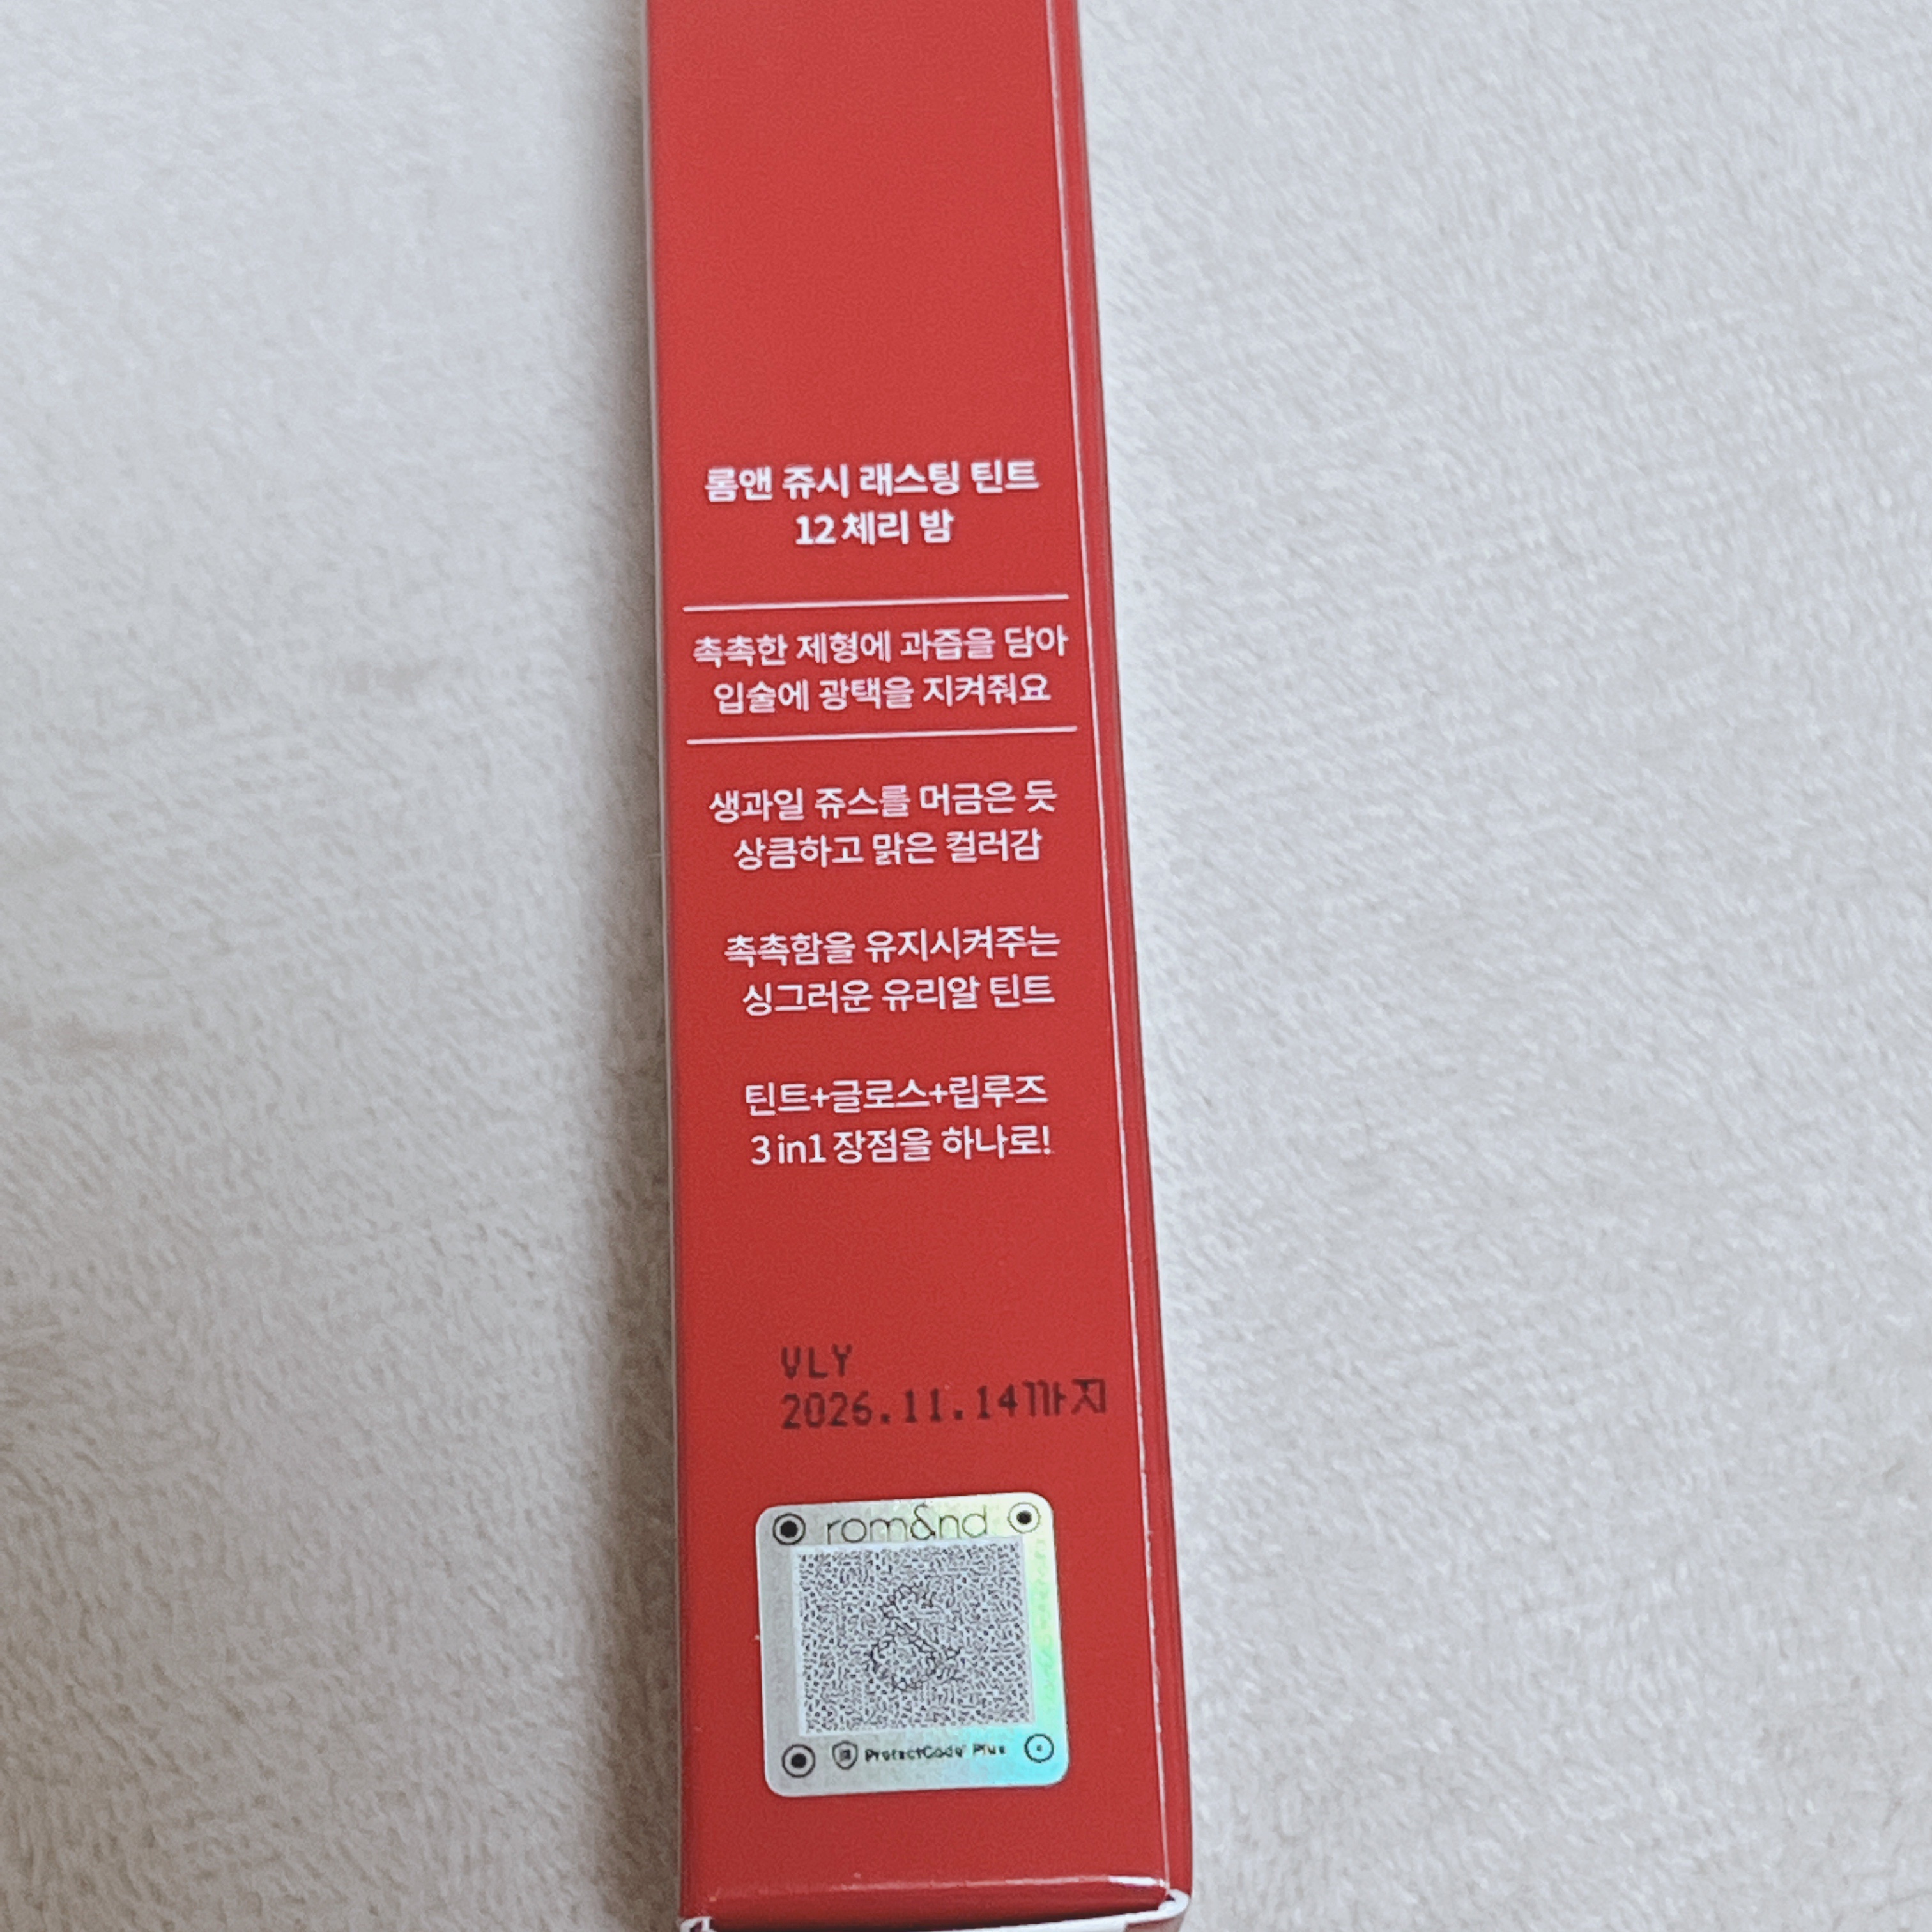 롬앤 쥬시 래스팅 틴트
12 체리 밤
촉촉한 제형에 과즙을 담아
입술에 광택을 지켜줘요
생과일 쥬스를 머금은 듯
상큼하고 맑은 컬러감
촉촉함을 유지시켜주는
싱그러운 유리알 틴트
틴트+글로스+립루즈
3 in1 장점을 하나로!
VLY
2026.11.14까지
rom&nd
ProtectCode Plus